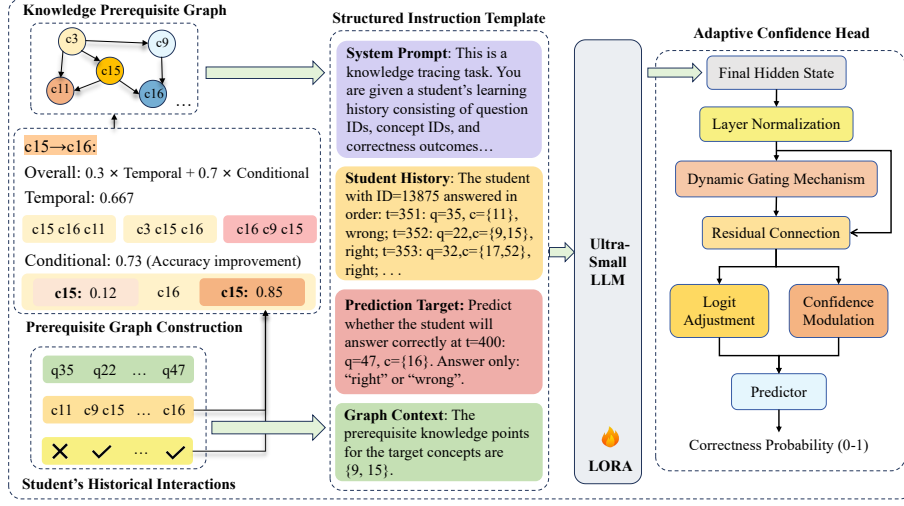 Knowledge Prerequisite Graph
c3
c9
c15
c11
c16
...
c15→c16:
Overall: 0.3 × Temporal + 0.7 × Conditional
Temporal: 0.667
c15 c16 c11
c3 c15 c16
c16 c9 c15
Conditional: 0.73 (Accuracy improvement)
c15: 0.12
c16
c15: 0.85
Prerequisite Graph Construction
q35 q22 ... q47
c11 c9 c15 ... c16
✕ ✓ ... ✓
Student's Historical Interactions
Structured Instruction Template
System Prompt: This is a
knowledge tracing task. You
are given a student's learning
history consisting of question
IDs, concept IDs, and
correctness outcomes…
Student History: The student
with ID=13875 answered in
order: t=351: q=35, c={11},
wrong; t=352: q=22,c={9,15},
right; t=353: q=32,c={17,52},
right; . . .
Prediction Target: Predict
whether the student will
answer correctly at t=400:
q=47, c={16}. Answer only:
“right” or “wrong”.
Graph Context: The
prerequisite knowledge points
for the target concepts are
{9, 15}.
Ultra-
Small
LLM
LORA
Adaptive Confidence Head
Final Hidden State
Layer Normalization
Dynamic Gating Mechanism
Residual Connection
Logit
Adjustment
Confidence
Modulation
Predictor
Correctness Probability (0-1)